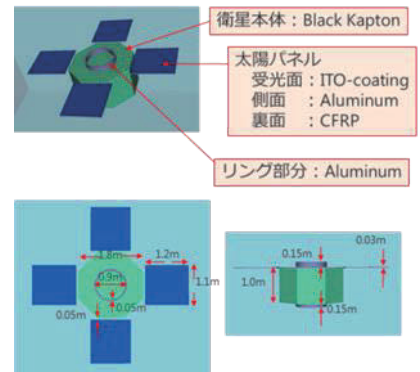 衛星本体：Black Kapton
太陽パネル
受光面：ITO-coating
側面　：Aluminum
裏面　：CFRP
リング部分：Aluminum
1.8m
1.2m
0.9m
1.1m
0.05m
0.05m
0.15m
0.03m
1.0m
0.15m